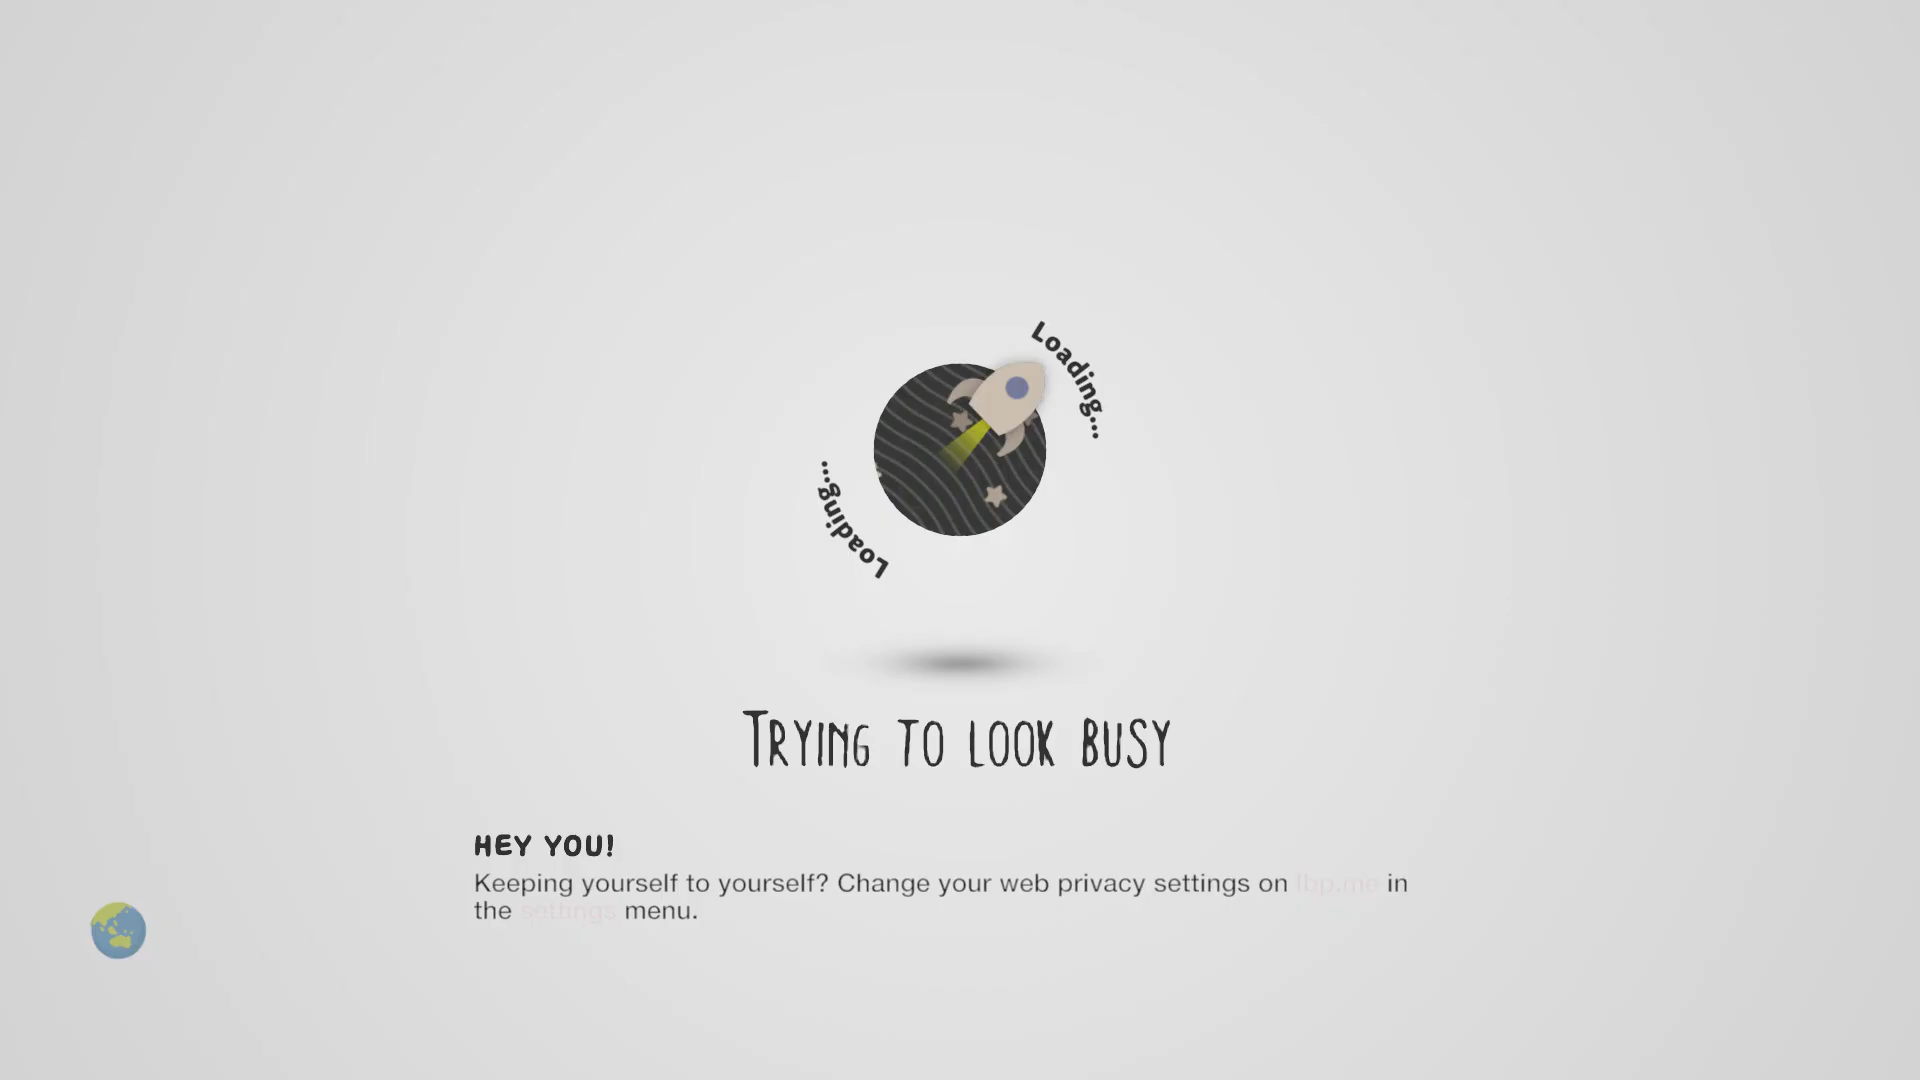 Loading...
Loading...
TRYING TO LOOK BUSY
HEY YOU!
Keeping yourself to yourself? Change your web privacy settings on lbp.me in
the settings menu.